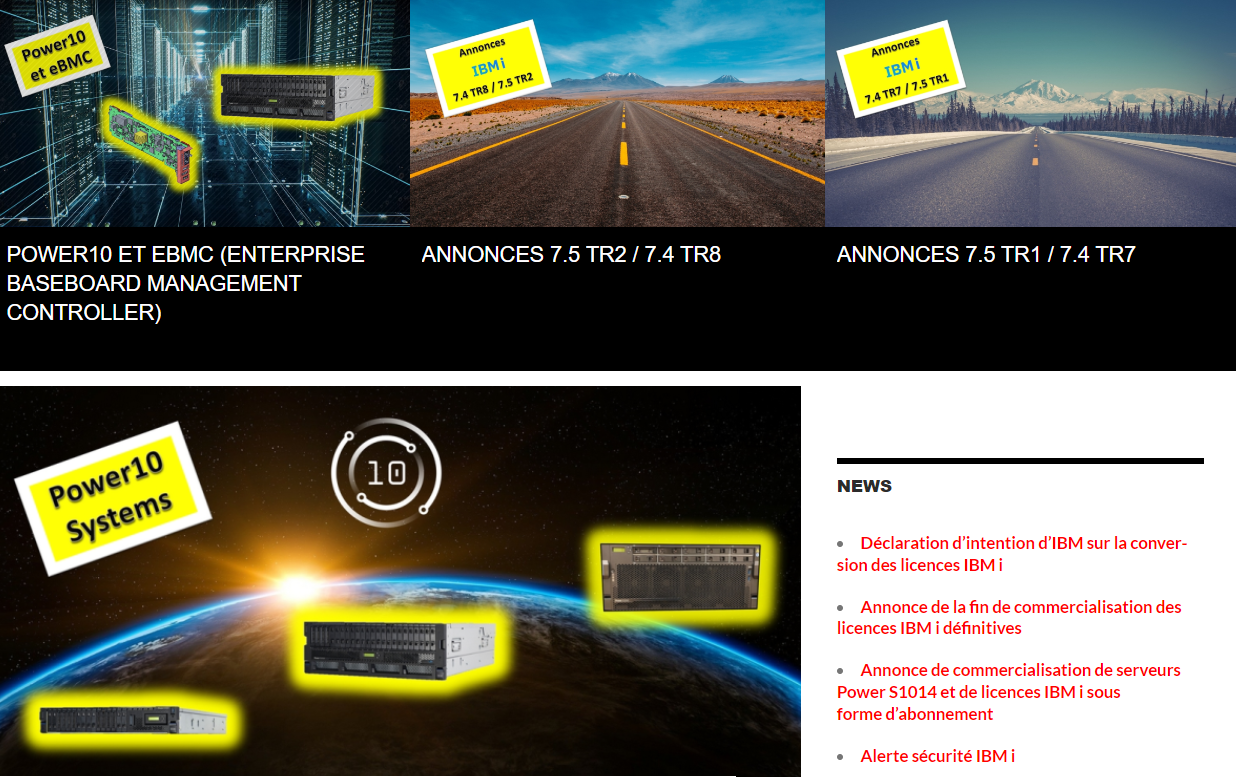 Power10
et eBMC
Annonces
IBM i
7.4 TR8 / 7.5 TR2
Annonces
IBM i
7.4 TR7 / 7.5 TR1
POWER10 ET EBMC (ENTERPRISE
BASEBOARD MANAGEMENT
CONTROLLER)
ANNONCES 7.5 TR2 / 7.4 TR8
ANNONCES 7.5 TR1 / 7.4 TR7
Power10
Systems
10
NEWS
• Déclaration d’intention d’IBM sur la conver-
sion des licences IBM i
• Annonce de la fin de commercialisation des
licences IBM i définitives
• Annonce de commercialisation de serveurs
Power S1014 et de licences IBM i sous
forme d’abonnement
• Alerte sécurité IBM i